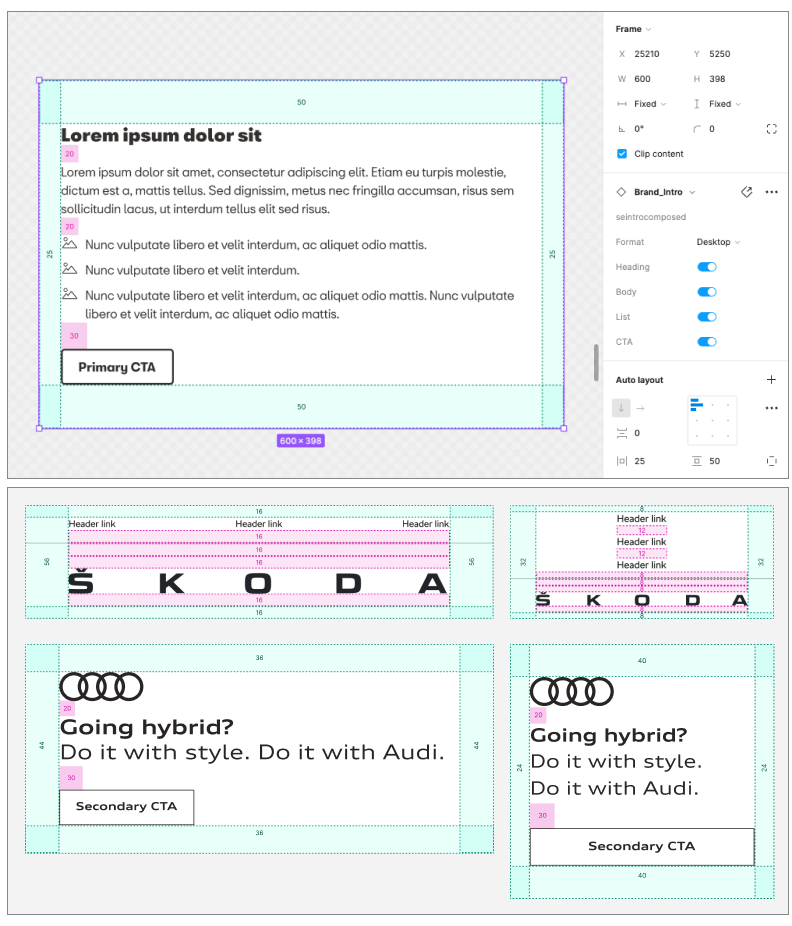 50
Lorem ipsum dolor sit
20
Lorem ipsum dolor sit amet, consectetur adipiscing elit. Etiam eu turpis molestie,
dictum est a, mattis tellus. Sed dignissim, metus nec fringilla accumsan, risus sem
sollicitudin lacus, ut interdum tellus elit sed risus.
20
25
25
Nunc vulputate libero et velit interdum, ac aliquet odio mattis.
Nunc vulputate libero et velit interdum.
Nunc vulputate libero et velit interdum, ac aliquet odio mattis. Nunc vulputate
libero et velit interdum, ac aliquet odio mattis.
30
Primary CTA
50
600 × 398
Frame
X 25210 Y 5250
W 600 H 398
Fixed Fixed
0° 0
Clip content
Brand_Intro
seintrocomposed
Format Desktop
Heading
Body
List
CTA
Auto layout
0
25 50
16
Header link Header link Header link
16
16
56
56
16
ŠKODA
16
16
8
Header link
12
Header link
12
Header link
32
32
ŠKODA
8
36
20
Going hybrid?
Do it with style. Do it with Audi.
44
44
30
Secondary CTA
36
40
20
Going hybrid?
Do it with style.
Do it with Audi.
24
24
30
Secondary CTA
40